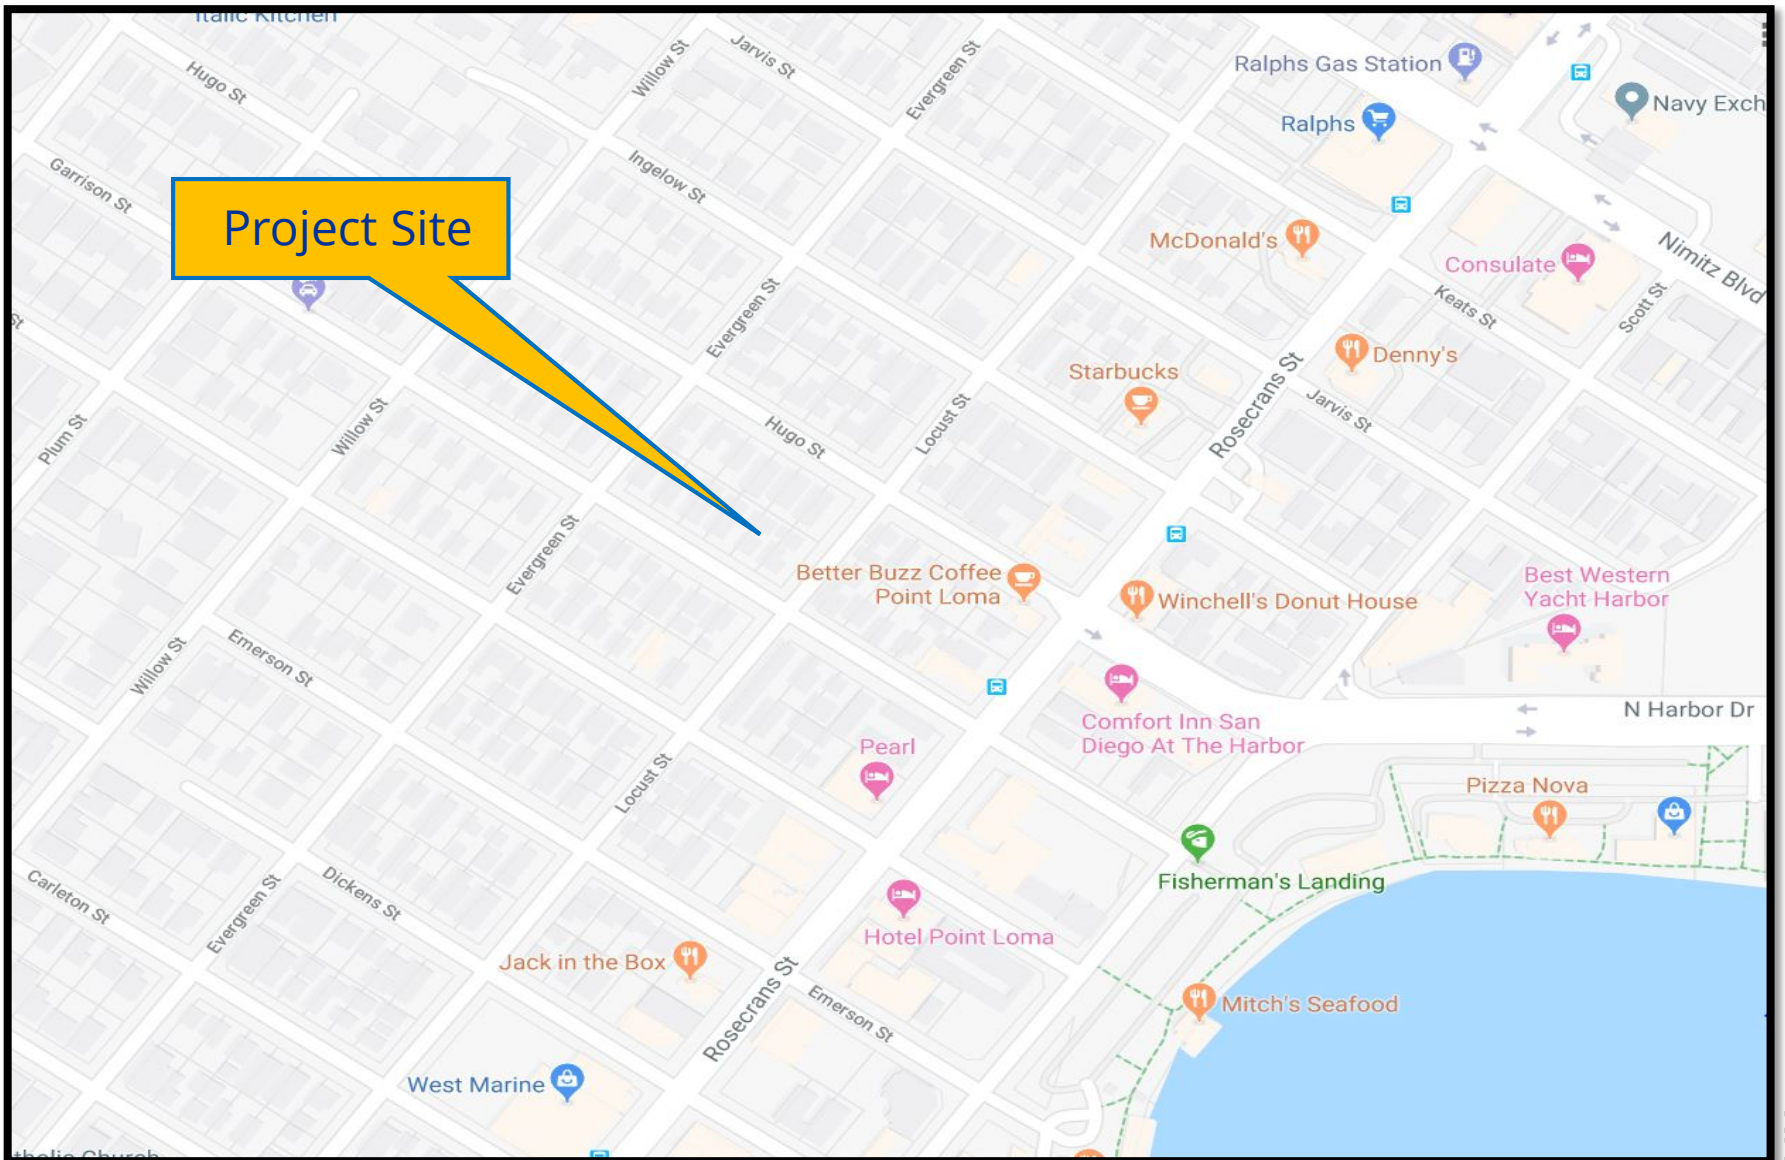 Italic Kitchen
Hugo St
Willow St
Jarvis St
Evergreen St
Ralphs Gas Station
Navy Exch
Ralphs
Garrison St
Ingelow St
Project Site
McDonald's
Consulate
Nimitz Blvd
Keats St
Scott St
St
Evergreen St
Denny's
Starbucks
Rosecrans St
Jarvis St
Plum St
Willow St
Hugo St
Locust St
Evergreen St
Better Buzz Coffee
Point Loma
Winchell's Donut House
Best Western
Yacht Harbor
Willow St
Emerson St
Comfort Inn San
Diego At The Harbor
N Harbor Dr
Pearl
Locust St
Pizza Nova
Carleton St
Evergreen St
Dickens St
Fisherman's Landing
Hotel Point Loma
Jack in the Box
Rosecrans St
Emerson St
Mitch's Seafood
West Marine
tholic Church